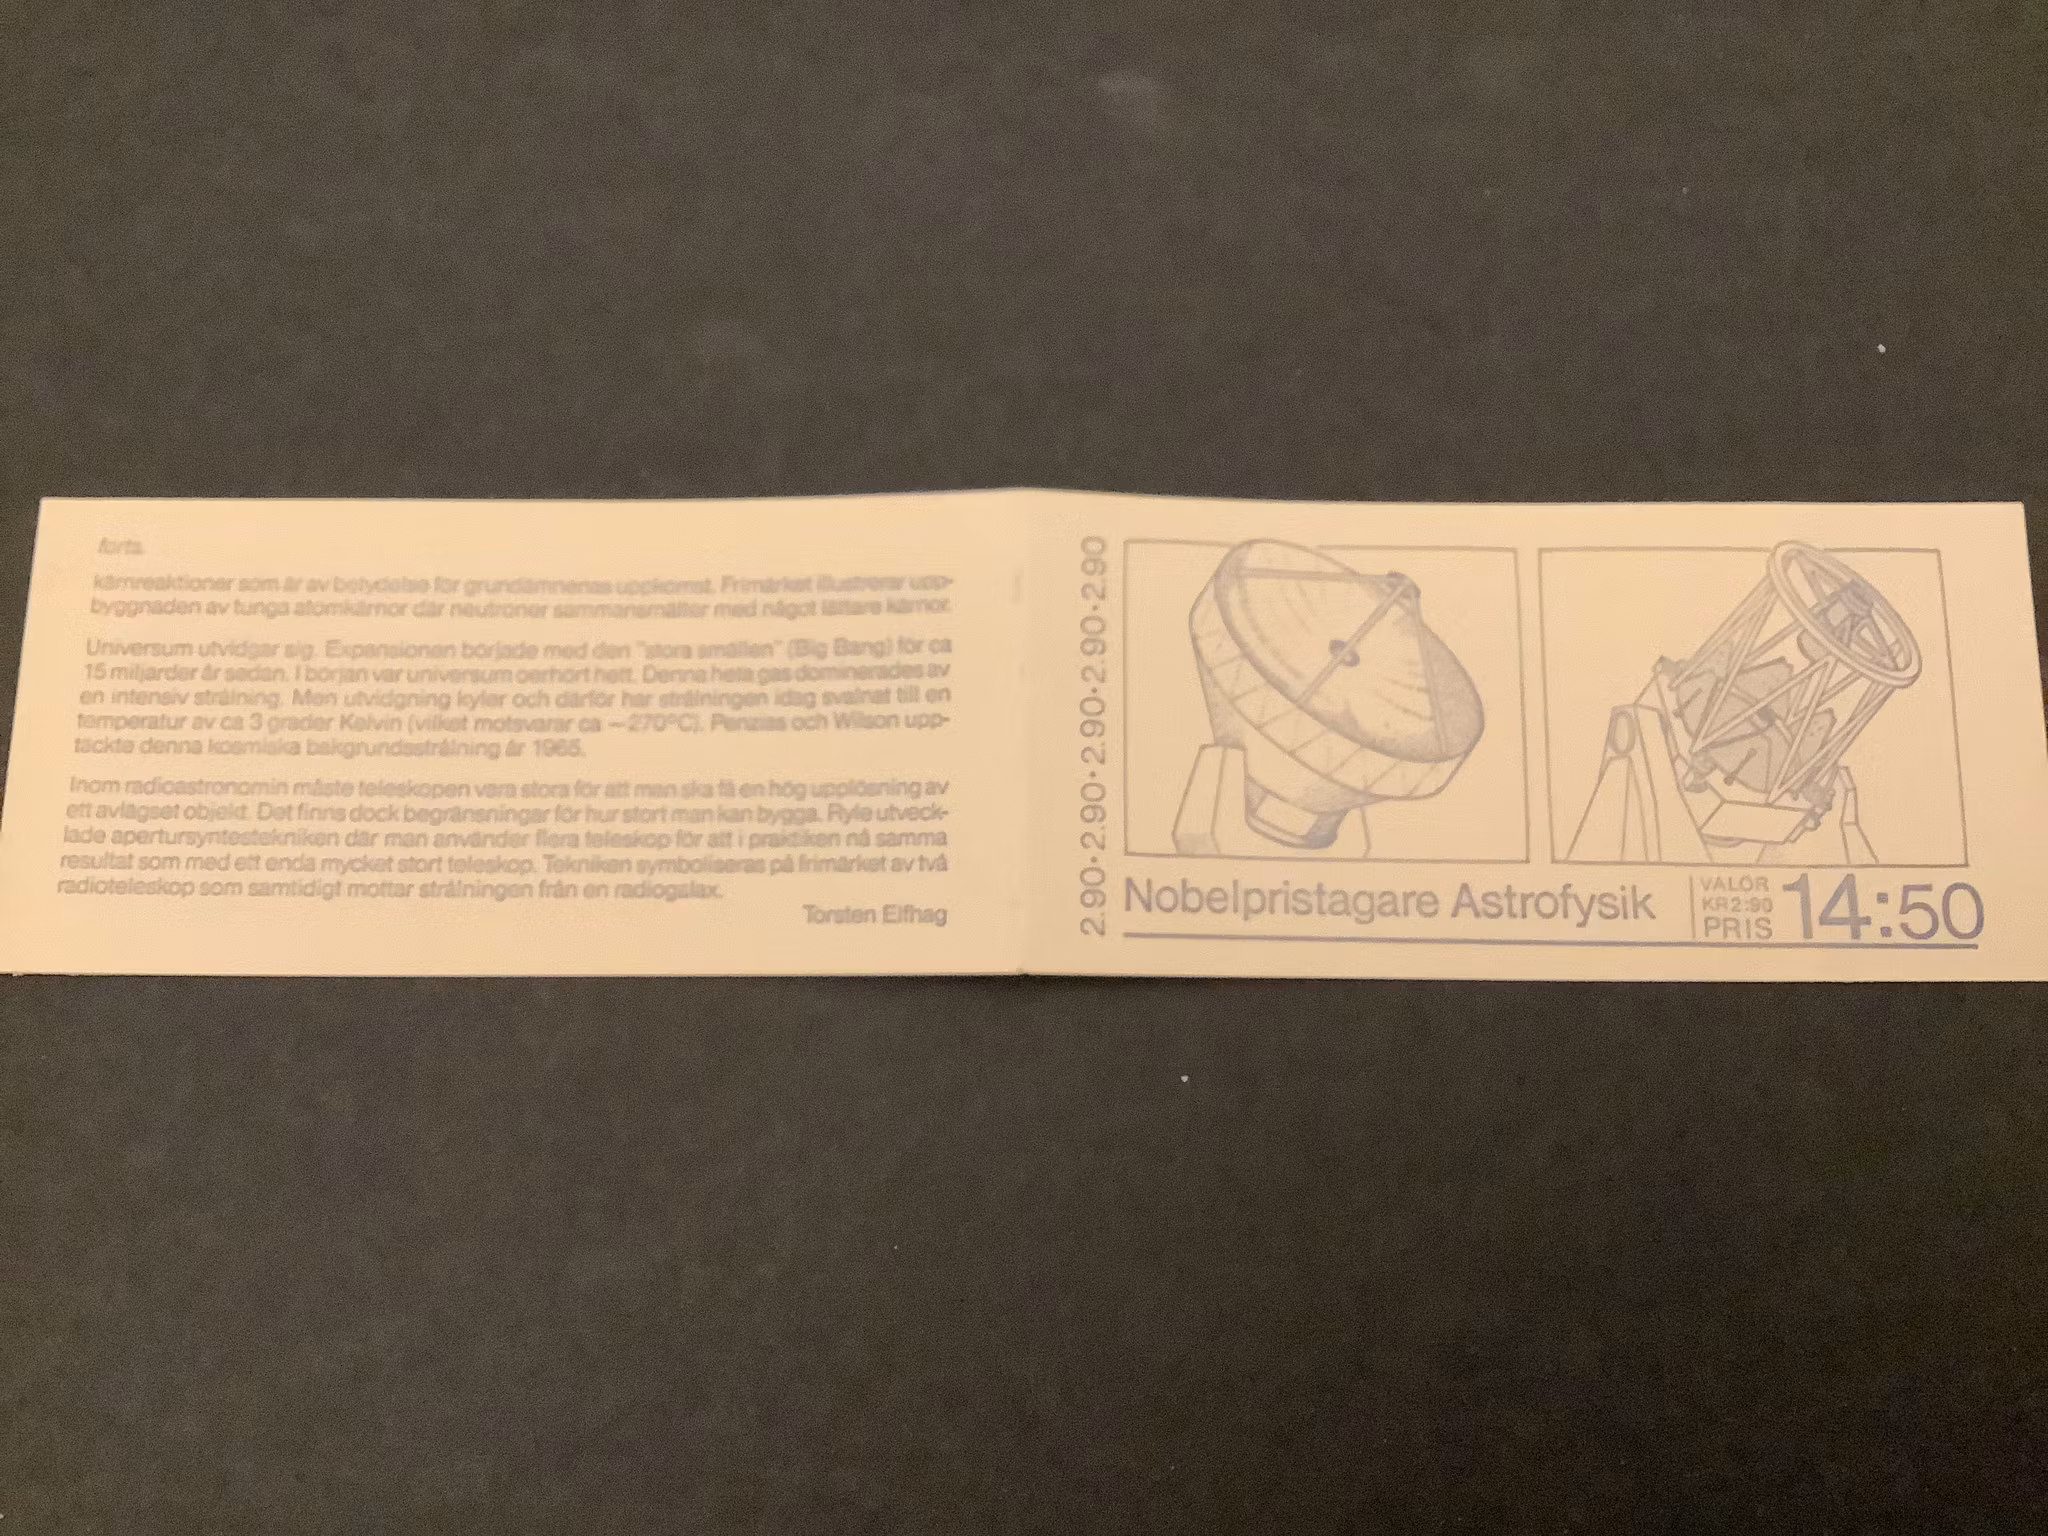 forts.
kärnreaktioner som är av betydelse för grundämnenas uppkomst. Frimärket illustrerar upp-
byggnaden av tunga atomkärnor där neutroner sammansmälter med något lättare kärnor.
Universum utvidgar sig. Expansionen började med den "stora smällen" (Big Bang) för ca
15 miljarder år sedan. I början var universum oerhört hett. Denna heta gas dominerades av
en intensiv strålning. Men utvidgning kyler och därför har strålningen idag svalnat till en
temperatur av ca 3 grader Kelvin (vilket motsvarar ca −270°C). Penzias och Wilson upp-
täckte denna kosmiska bakgrundsstrålning år 1965.
Inom radioastronomin måste teleskopen vara stora för att man ska få en hög upplösning av
ett avlägset objekt. Det finns dock begränsningar för hur stort man kan bygga. Ryle utveck-
lade apertursyntestekniken där man använder flera teleskop för att i praktiken nå samma
resultat som med ett enda mycket stort teleskop. Tekniken symboliseras på frimärket av två
radioteleskop som samtidigt mottar strålningen från en radiogalax.
Torsten Elfhag
2.90·2.90·2.90·2.90·2.90
Nobelpristagare Astrofysik
VALÖR
KR 2:90
PRIS
14:50